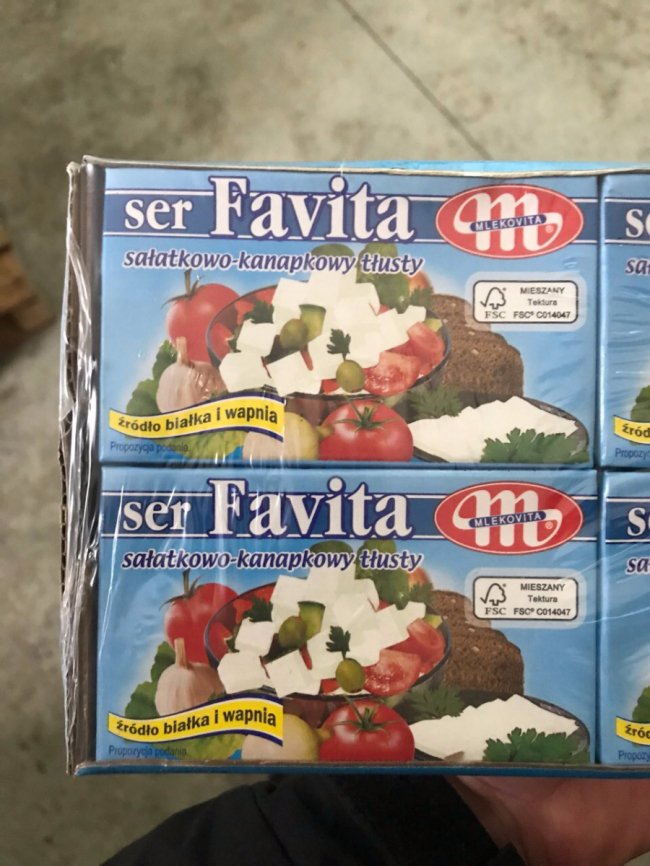 ser Favita
MLEKOVITA®
sałatkowo-kanapkowy tłusty
FSC
MIESZANY
Tektura
FSC® C014047
źródło białka i wapnia
Propozycja podania
ser Favita
MLEKOVITA®
sałatkowo-kanapkowy tłusty
FSC
MIESZANY
Tektura
FSC® C014047
źródło białka i wapnia
Propozycja podania